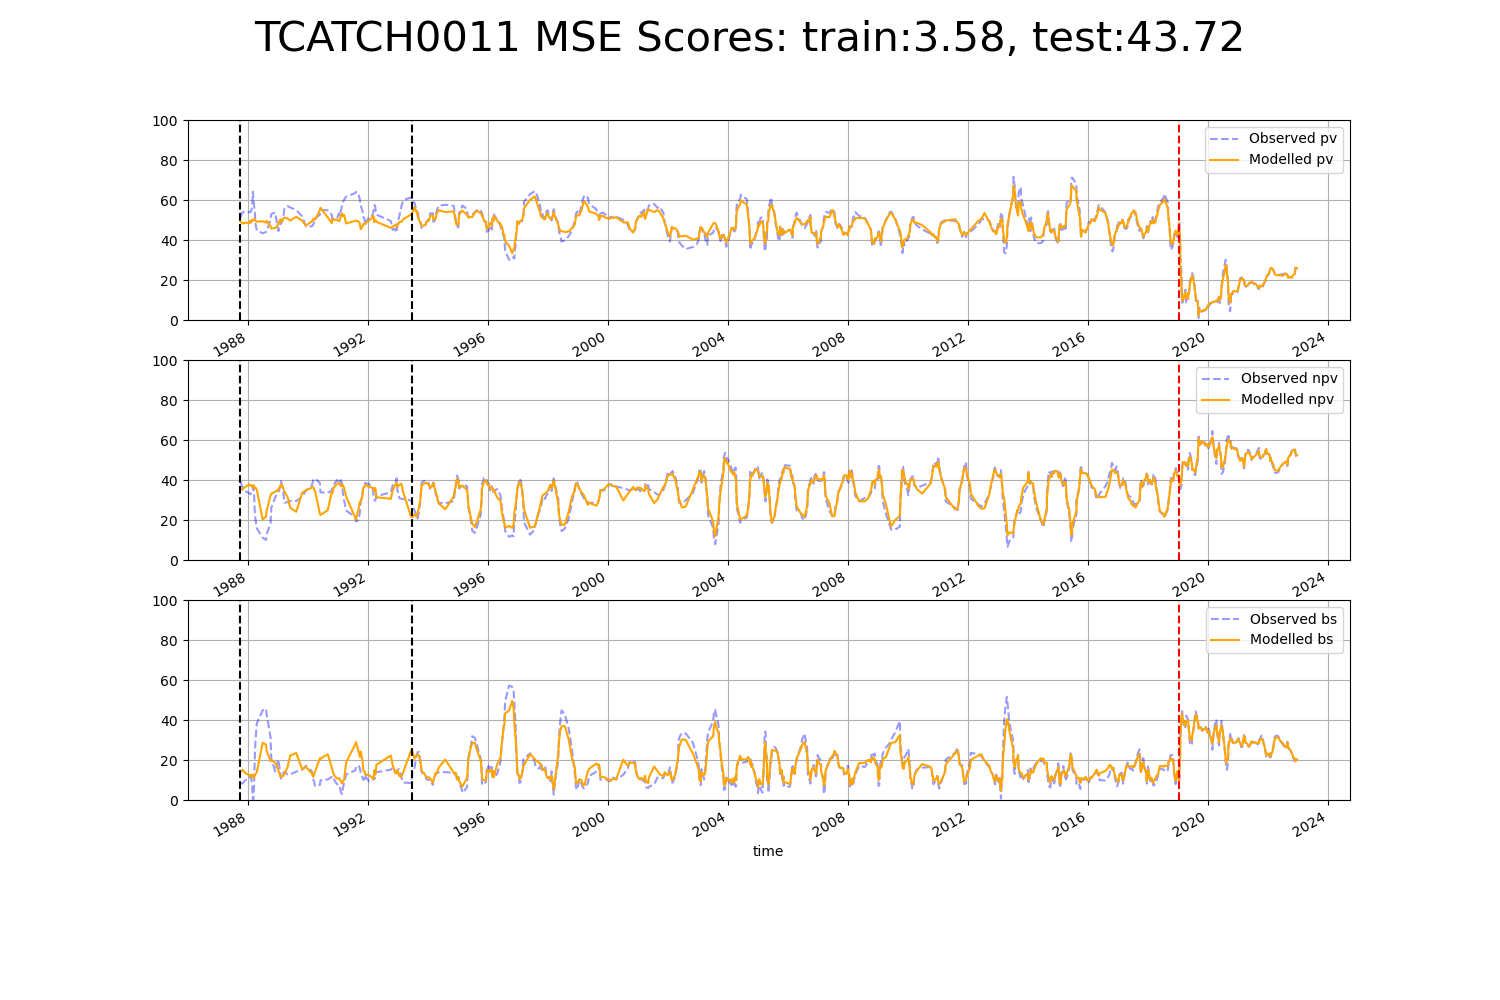 TCATCH0011 MSE Scores: train:3.58, test:43.72
100
80
60
40
20
0
Observed pv
Modelled pv
1988 1992 1996 2000 2004 2008 2012 2016 2020 2024
100
80
60
40
20
0
Observed npv
Modelled npv
1988 1992 1996 2000 2004 2008 2012 2016 2020 2024
100
80
60
40
20
0
Observed bs
Modelled bs
1988 1992 1996 2000 2004 2008 2012 2016 2020 2024
time